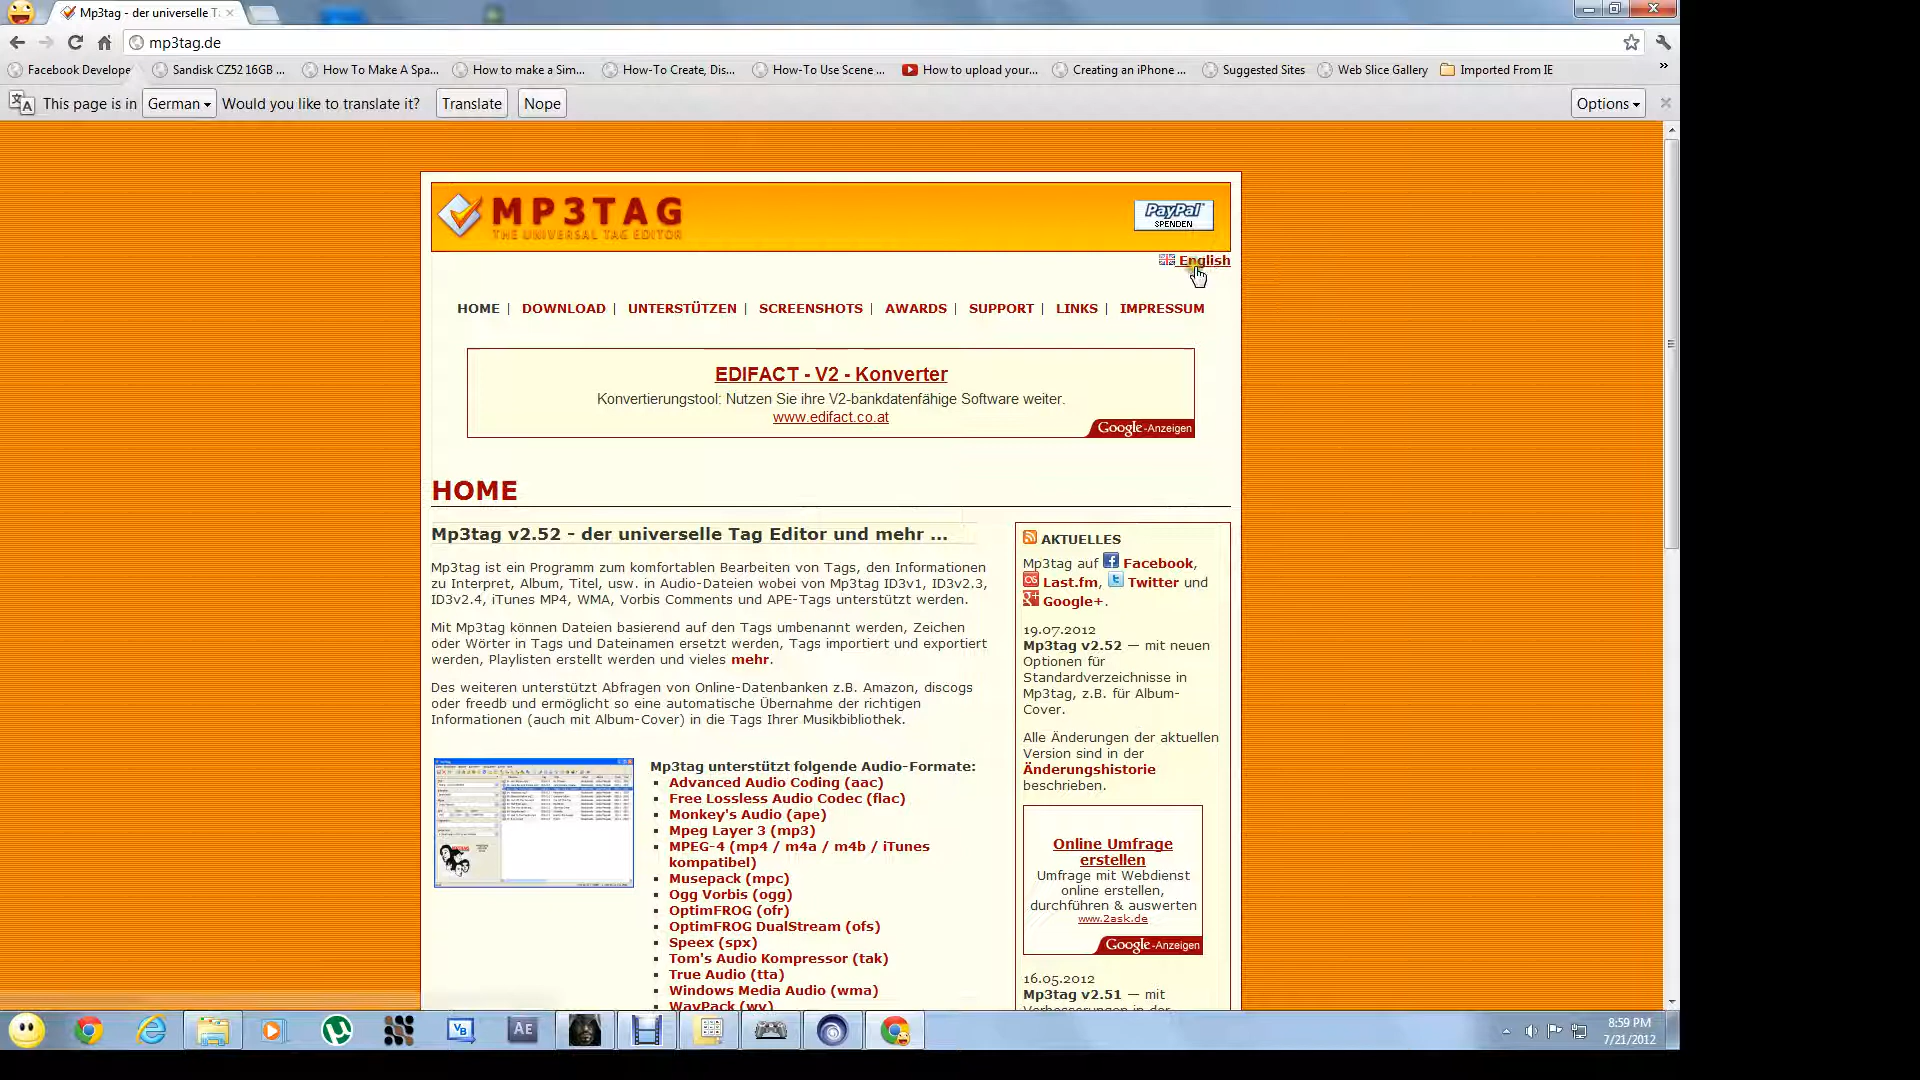 Mp3tag - der universelle T
mp3tag.de
Facebook Develope
Sandisk CZ52 16GB ...
How To Make A Spa...
How to make a Sim...
How-To Create, Dis...
How-To Use Scene ...
How to upload your...
Creating an iPhone ...
Suggested Sites
Web Slice Gallery
Imported From IE
»
This page is in German Would you like to translate it? Translate Nope Options
MP3TAG
THE UNIVERSAL TAG EDITOR
PayPal
SPENDEN
English
HOME | DOWNLOAD | UNTERSTÜTZEN | SCREENSHOTS | AWARDS | SUPPORT | LINKS | IMPRESSUM
EDIFACT - V2 - Konverter
Konvertierungstool: Nutzen Sie ihre V2-bankdatenfähige Software weiter.
www.edifact.co.at
Google-Anzeigen
HOME
Mp3tag v2.52 - der universelle Tag Editor und mehr ...
Mp3tag ist ein Programm zum komfortablen Bearbeiten von Tags, den Informationen
zu Interpret, Album, Titel, usw. in Audio-Dateien wobei von Mp3tag ID3v1, ID3v2.3,
ID3v2.4, iTunes MP4, WMA, Vorbis Comments und APE-Tags unterstützt werden.
Mit Mp3tag können Dateien basierend auf den Tags umbenannt werden, Zeichen
oder Wörter in Tags und Dateinamen ersetzt werden, Tags importiert und exportiert
werden, Playlisten erstellt werden und vieles mehr.
Des weiteren unterstützt Abfragen von Online-Datenbanken z.B. Amazon, discogs
oder freedb und ermöglicht so eine automatische Übernahme der richtigen
Informationen (auch mit Album-Cover) in die Tags Ihrer Musikbibliothek.
Mp3tag unterstützt folgende Audio-Formate:
Advanced Audio Coding (aac)
Free Lossless Audio Codec (flac)
Monkey's Audio (ape)
Mpeg Layer 3 (mp3)
MPEG-4 (mp4 / m4a / m4b / iTunes
kompatibel)
Musepack (mpc)
Ogg Vorbis (ogg)
OptimFROG (ofr)
OptimFROG DualStream (ofs)
Speex (spx)
Tom's Audio Kompressor (tak)
True Audio (tta)
Windows Media Audio (wma)
WavPack (wv)
AKTUELLES
Mp3tag auf Facebook,
Last.fm, Twitter und
Google+.
19.07.2012
Mp3tag v2.52 — mit neuen
Optionen für
Standardverzeichnisse in
Mp3tag, z.B. für Album-
Cover.
Alle Änderungen der aktuellen
Version sind in der
Änderungshistorie
beschrieben.
Online Umfrage
erstellen
Umfrage mit Webdienst
online erstellen,
durchführen & auswerten
www.2ask.de
Google-Anzeigen
16.05.2012
Mp3tag v2.51 — mit
VB
AE
8:59 PM
7/21/2012